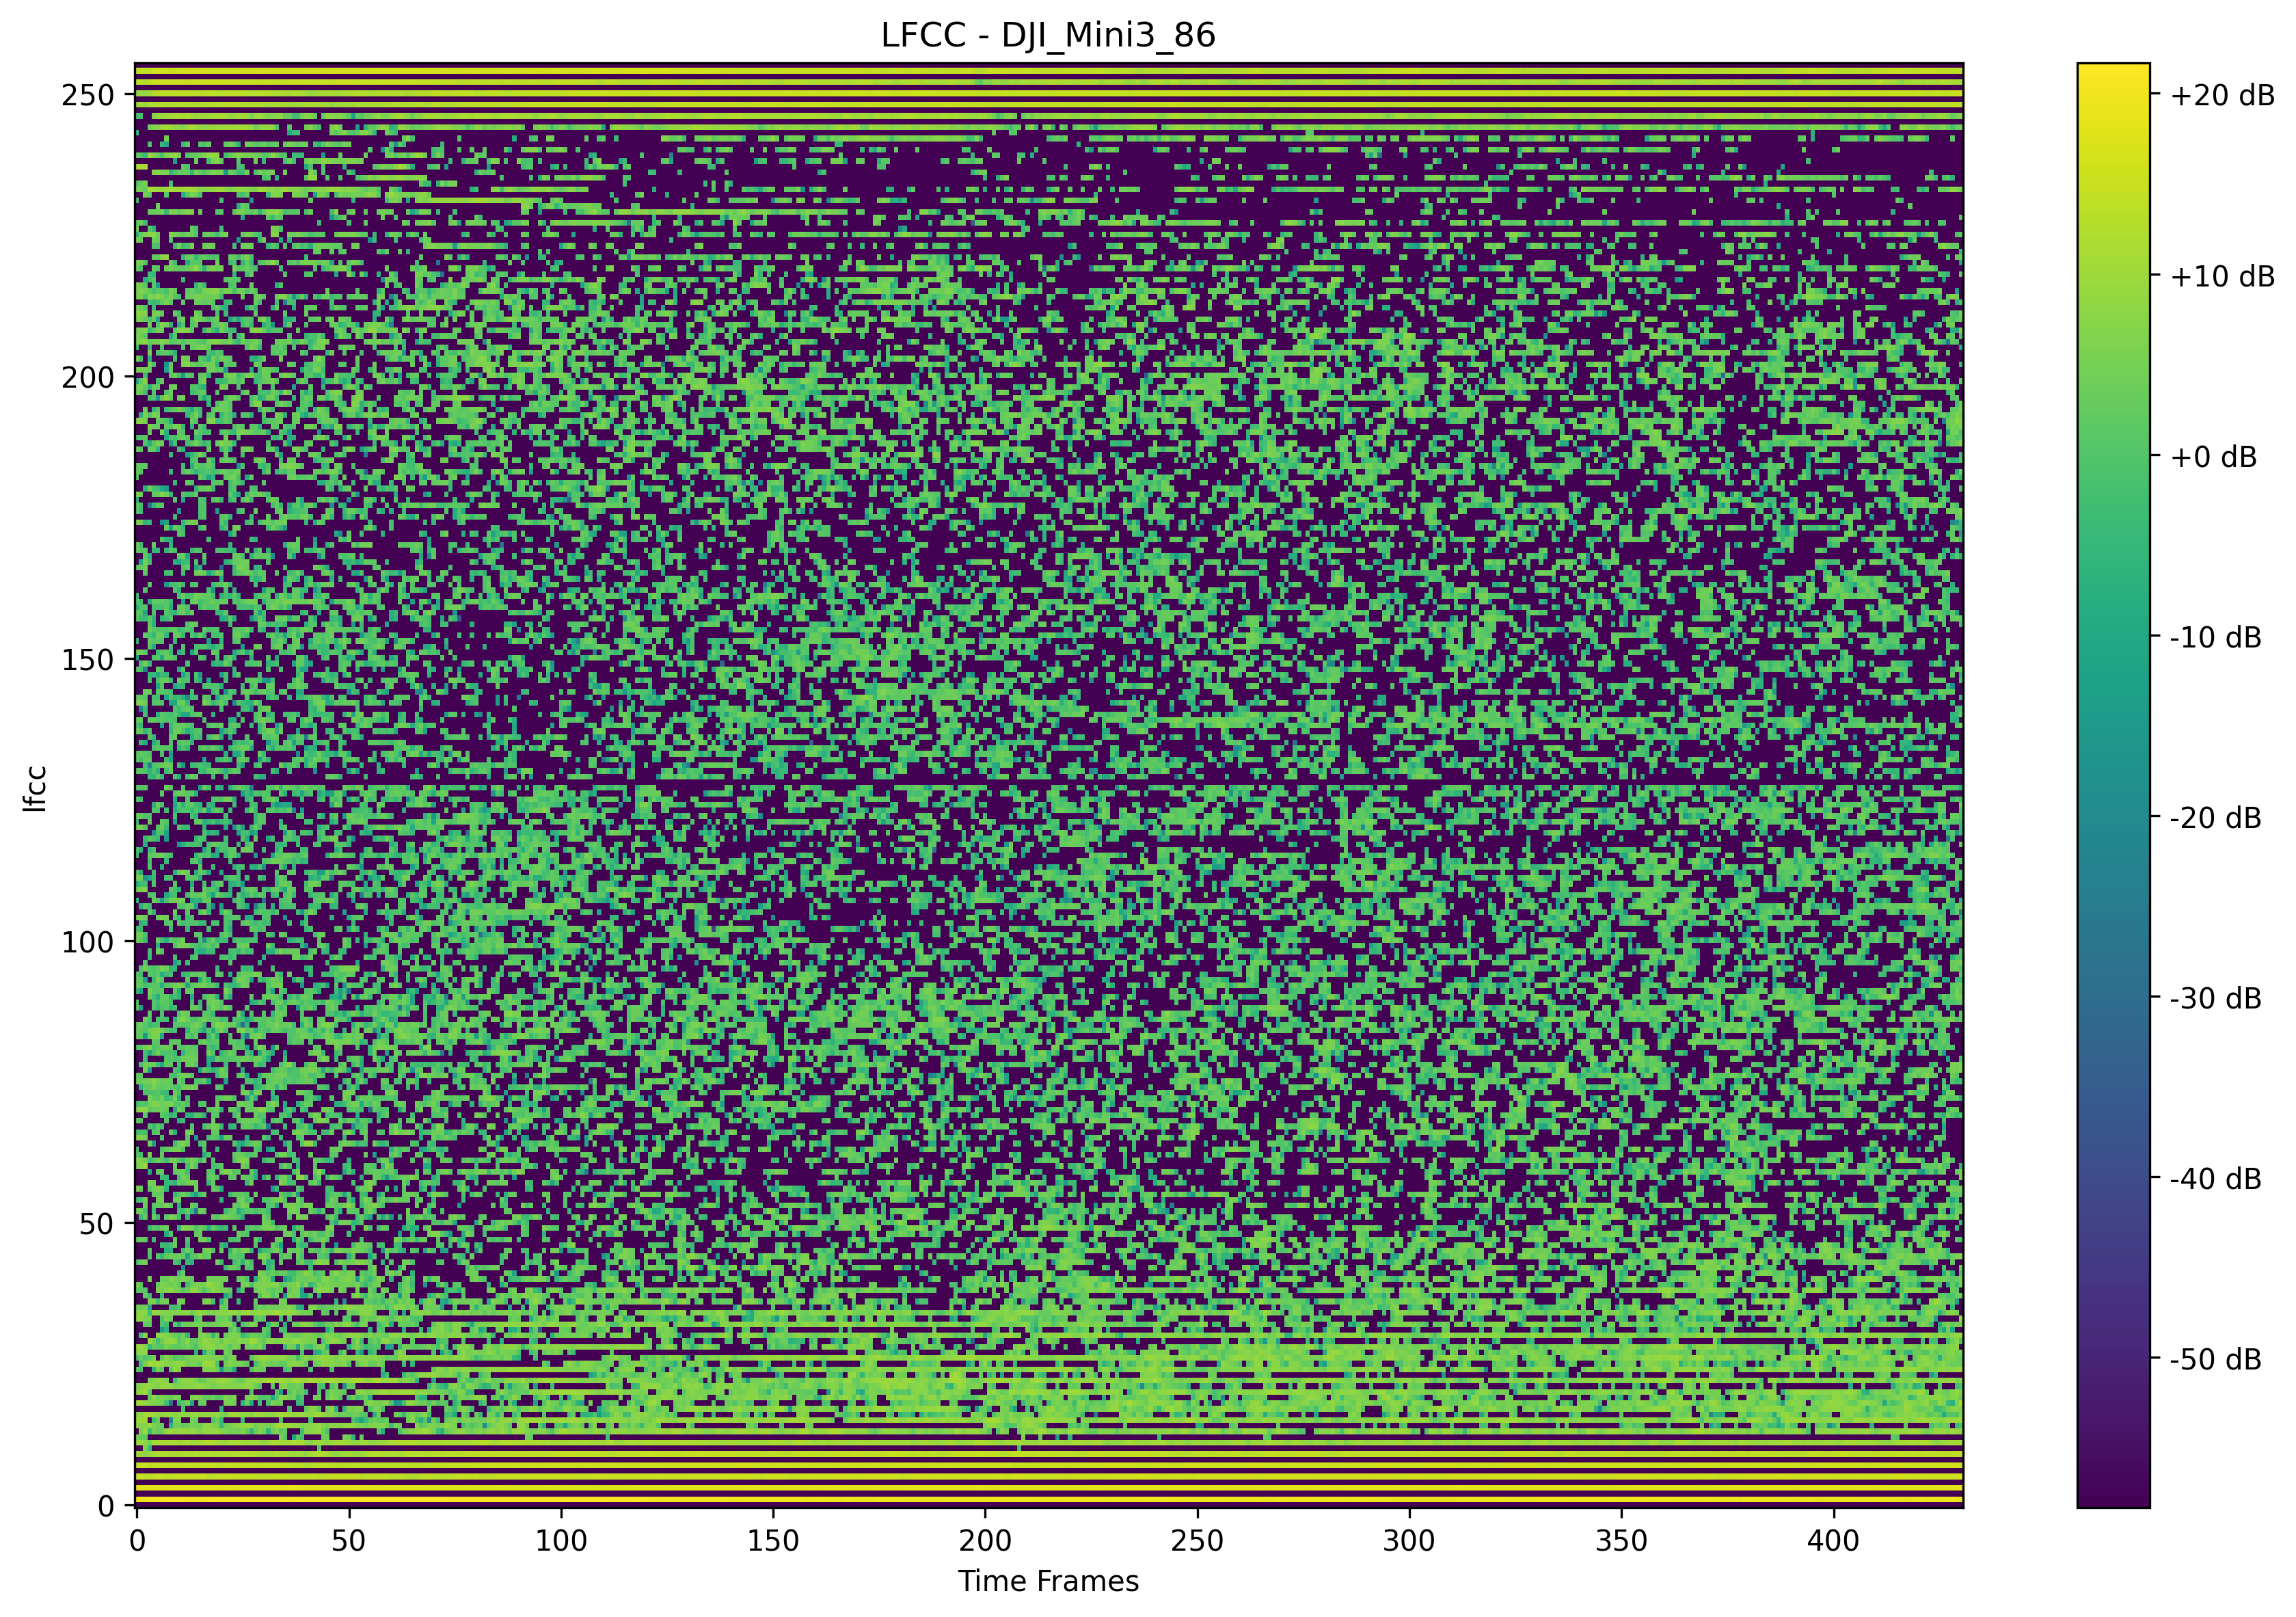 LFCC - DJI_Mini3_86
250
200
150
100
50
0
lfcc
0 50 100 150 200 250 300 350 400
Time Frames
+20 dB
+10 dB
+0 dB
-10 dB
-20 dB
-30 dB
-40 dB
-50 dB